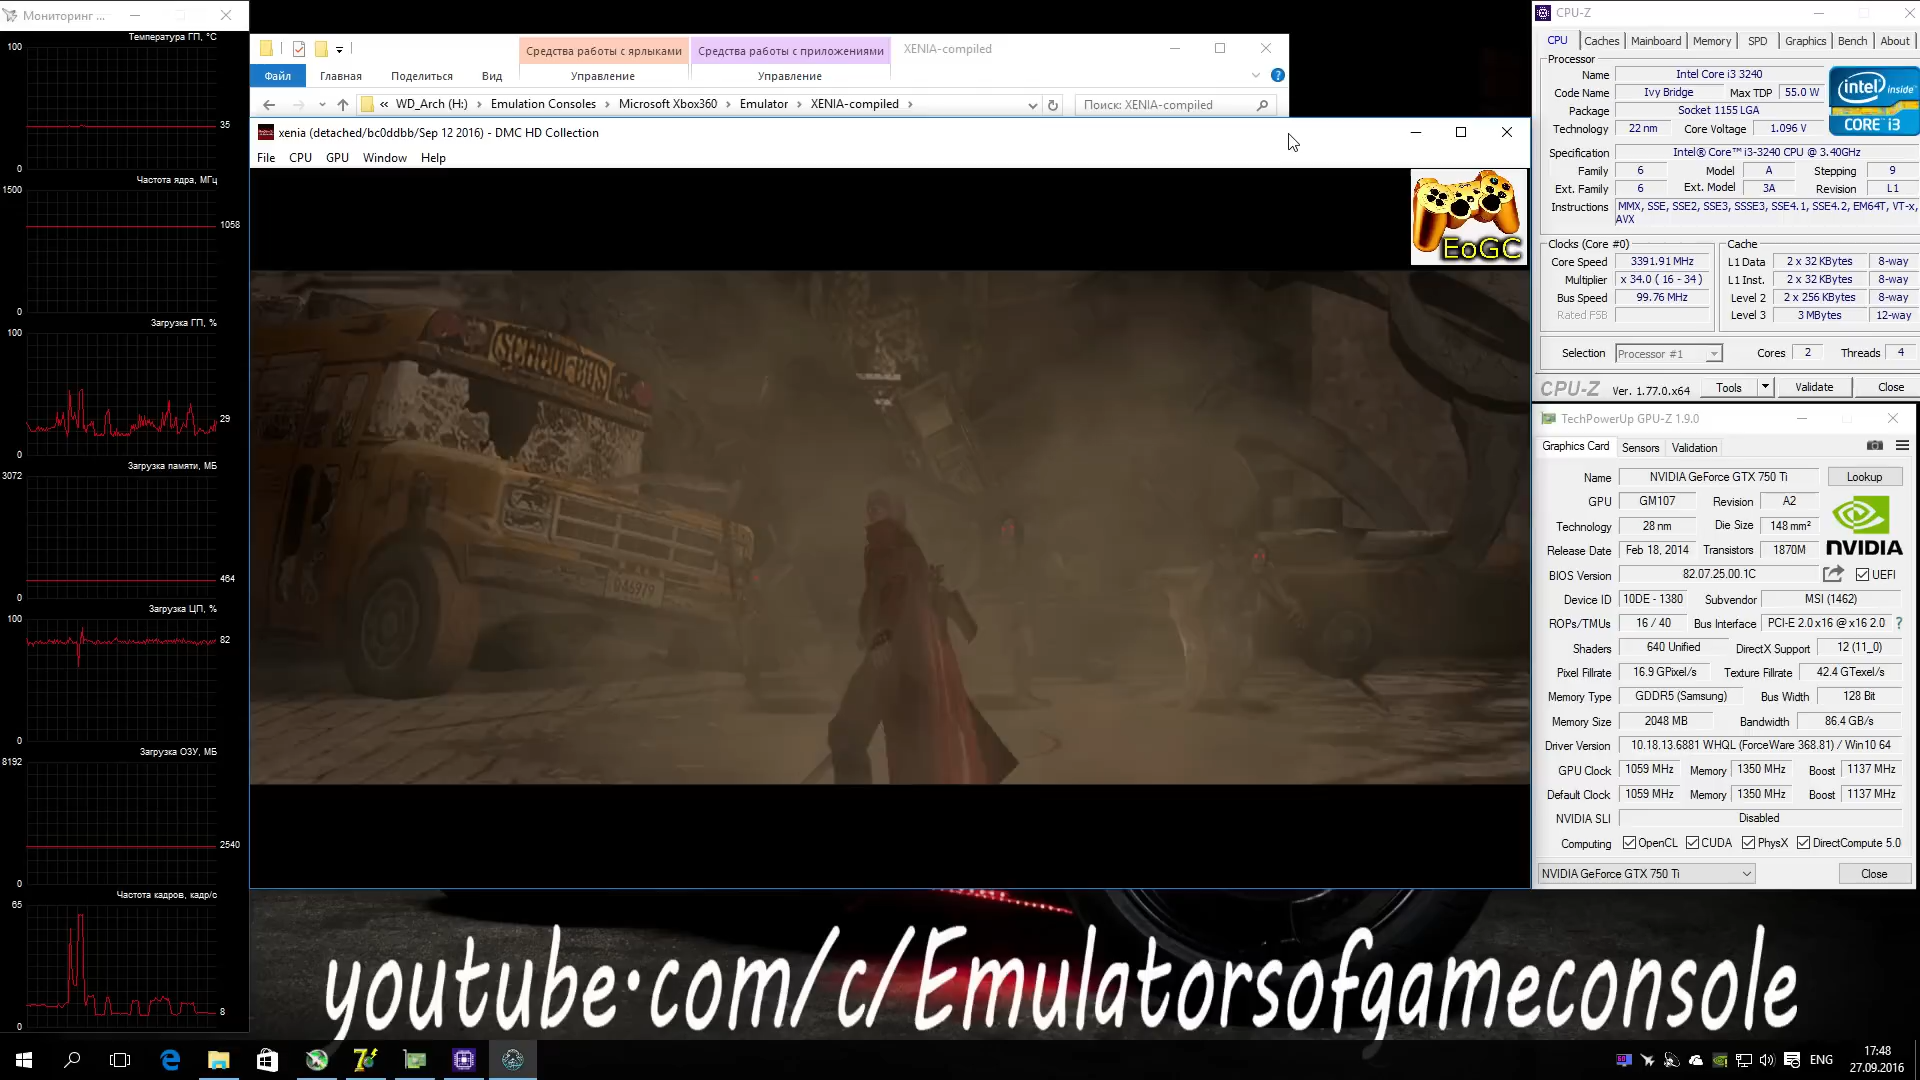 Мониторинг ...
Температура ГП, °C
100
35
0
Частота ядра, МГц
1500
1058
0
Загрузка ГП, %
100
29
0
Загрузка памяти, МБ
3072
464
0
Загрузка ЦП, %
100
82
0
Загрузка ОЗУ, МБ
8192
2540
0
Частота кадров, кадр/с
65
8
0
Средства работы с ярлыками
Средства работы с приложениями
XENIA-compiled
Файл
Главная
Поделиться
Вид
Управление
Управление
« WD_Arch (H:) › Emulation Consoles › Microsoft Xbox360 › Emulator › XENIA-compiled ›
Поиск: XENIA-compiled
xenia (detached/bc0ddbb/Sep 12 2016) - DMC HD Collection
File CPU GPU Window Help
EoGC
046979
youtube.com/c/Emulatorsofgameconsole
CPU-Z
CPU Caches Mainboard Memory SPD Graphics Bench About
Processor
Name Intel Core i3 3240
Code Name Ivy Bridge Max TDP 55.0 W
Package Socket 1155 LGA
Technology 22 nm Core Voltage 1.096 V
intel inside™
CORE i3
Specification Intel® Core™ i3-3240 CPU @ 3.40GHz
Family 6 Model A Stepping 9
Ext. Family 6 Ext. Model 3A Revision L1
Instructions MMX, SSE, SSE2, SSE3, SSSE3, SSE4.1, SSE4.2, EM64T, VT-x,
AVX
Clocks (Core #0)
Core Speed 3391.91 MHz
Multiplier x 34.0 ( 16 - 34 )
Bus Speed 99.76 MHz
Rated FSB
Cache
L1 Data 2 x 32 KBytes 8-way
L1 Inst. 2 x 32 KBytes 8-way
Level 2 2 x 256 KBytes 8-way
Level 3 3 MBytes 12-way
Selection Processor #1 Cores 2 Threads 4
CPU-Z Ver. 1.77.0.x64 Tools Validate Close
TechPowerUp GPU-Z 1.9.0
Graphics Card Sensors Validation
Name NVIDIA GeForce GTX 750 Ti Lookup
GPU GM107 Revision A2
Technology 28 nm Die Size 148 mm²
Release Date Feb 18, 2014 Transistors 1870M
NVIDIA
BIOS Version 82.07.25.00.1C UEFI
Device ID 10DE - 1380 Subvendor MSI (1462)
ROPs/TMUs 16 / 40 Bus Interface PCI-E 2.0 x16 @ x16 2.0 ?
Shaders 640 Unified DirectX Support 12 (11_0)
Pixel Fillrate 16.9 GPixel/s Texture Fillrate 42.4 GTexel/s
Memory Type GDDR5 (Samsung) Bus Width 128 Bit
Memory Size 2048 MB Bandwidth 86.4 GB/s
Driver Version 10.18.13.6881 WHQL (ForceWare 368.81) / Win10 64
GPU Clock 1059 MHz Memory 1350 MHz Boost 1137 MHz
Default Clock 1059 MHz Memory 1350 MHz Boost 1137 MHz
NVIDIA SLI Disabled
Computing OpenCL CUDA PhysX DirectCompute 5.0
NVIDIA GeForce GTX 750 Ti Close
ENG
17:48
27.09.2016